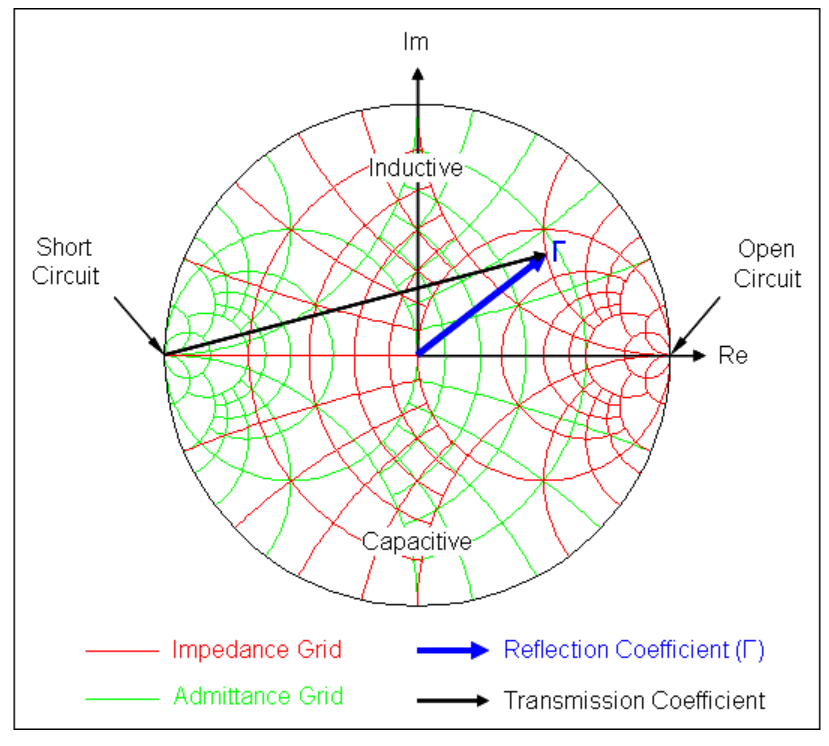 Im
Inductive
Short
Circuit
Γ
Open
Circuit
Re
Capacitive
Impedance Grid
Reflection Coefficient (Γ)
Admittance Grid
Transmission Coefficient